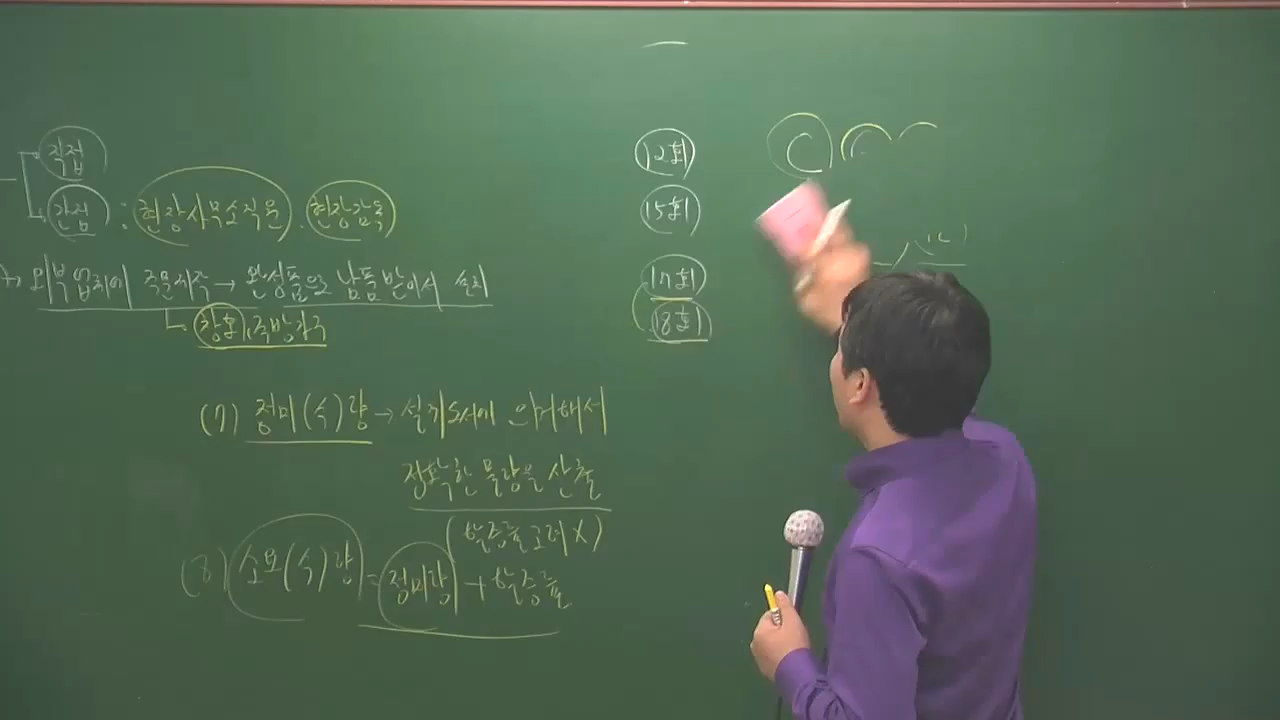 직접
간접 : 현장사무소직원. 현장감독
외부업체에 주문제작 → 완성품으로 납품받아서 설치
창호, 주방가구
(7) 정미(수)량 → 설계도서에 의거해서
정확한 물량을 산출
(할증률고려X)
(8) 소모(수)량 = 정미량 + 할증률
12회
15회
17회
18회